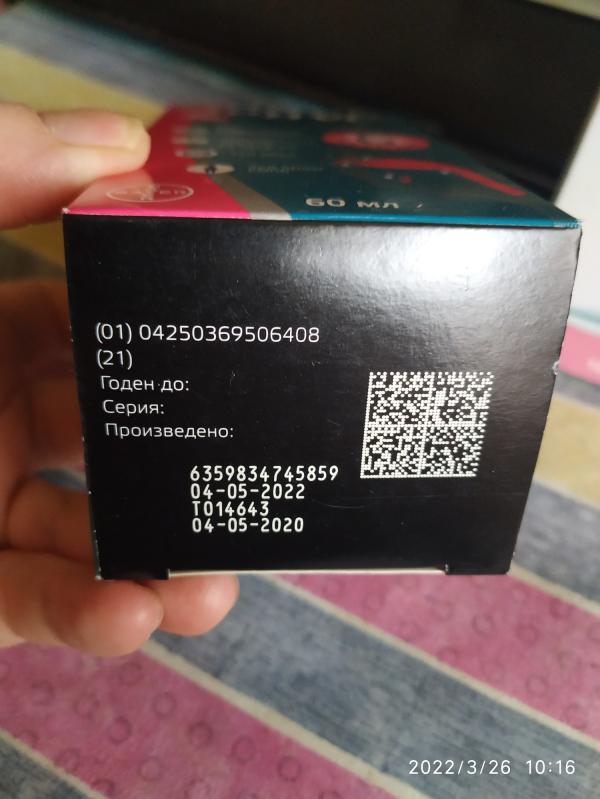 BAYER
60 мл
(01) 04250369506408
(21)
Годен до:
Серия:
Произведено:
6359834745859
04-05-2022
T014643
04-05-2020
2022/3/26 10:16